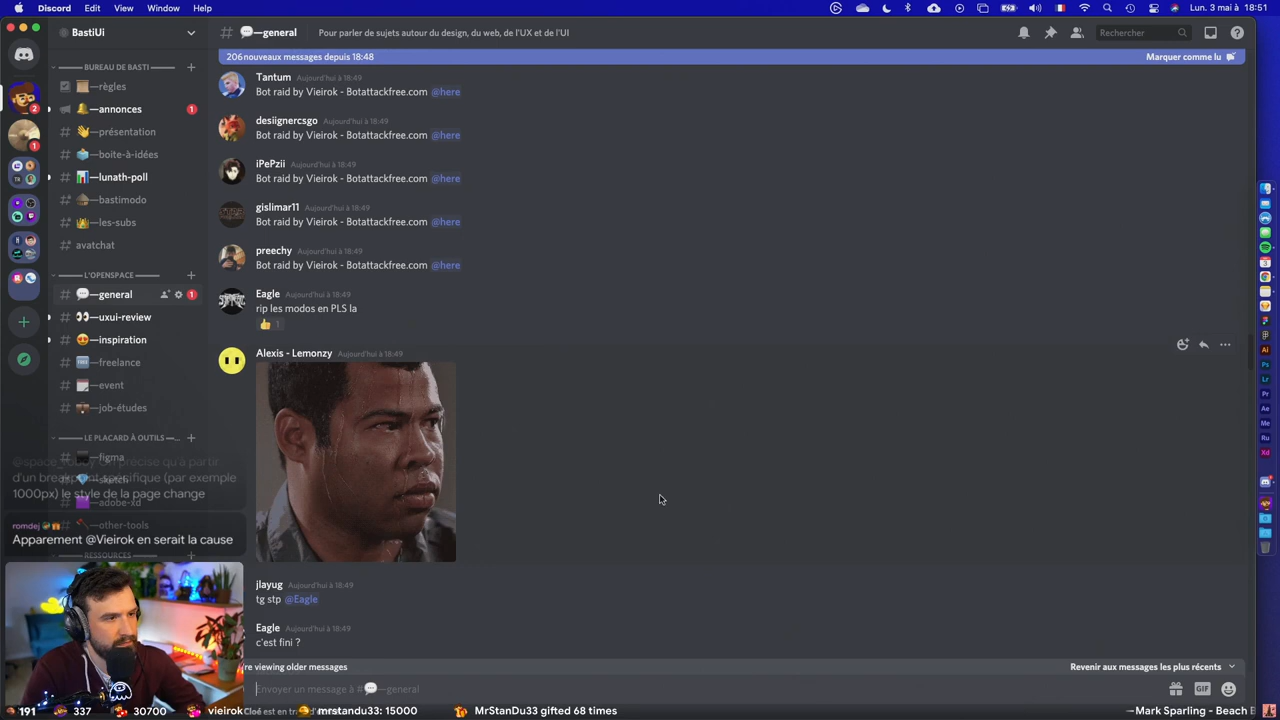 Discord File Edit View Window Help
Lun. 3 mai à 18:51
BastiUi
BUREAU DE BASTI
—règles
—annonces 1
—présentation
—boite-à-idées
—lunath-poll
—bastimodo
—les-subs
avatchat
L'OPENSPACE
—general 1
—uxui-review
—inspiration
—freelance
—event
—job-études
LE PLACARD À OUTILS —...
—figma
—sketch
—adobe-xd
—other-tools
RESSOURCES
d'un breakpoint spécifique (par exemple
1000px) le style de la page change
romdej
Apparement @Vieirok en serait la cause
# —general Pour parler de sujets autour du design, du web, de l'UX et de l'UI
Rechercher
206 nouveaux messages depuis 18:48 Marquer comme lu
Tantum Aujourd'hui à 18:49
Bot raid by Vieirok - Botattackfree.com @here
desiignercsgo Aujourd'hui à 18:49
Bot raid by Vieirok - Botattackfree.com @here
iPePzii Aujourd'hui à 18:49
Bot raid by Vieirok - Botattackfree.com @here
gislimar11 Aujourd'hui à 18:49
Bot raid by Vieirok - Botattackfree.com @here
preechy Aujourd'hui à 18:49
Bot raid by Vieirok - Botattackfree.com @here
Eagle Aujourd'hui à 18:49
rip les modos en PLS la
1
Alexis - Lemonzy Aujourd'hui à 18:49
jlayug Aujourd'hui à 18:49
tg stp @Eagle
Eagle Aujourd'hui à 18:49
c'est fini ?
re viewing older messages Revenir aux messages les plus récents
Envoyer un message à # —general
GIF
191 337 30700 vieirok mrstandu33: 15000 MrStanDu33 gifted 68 times —Mark Sparling - Beach B